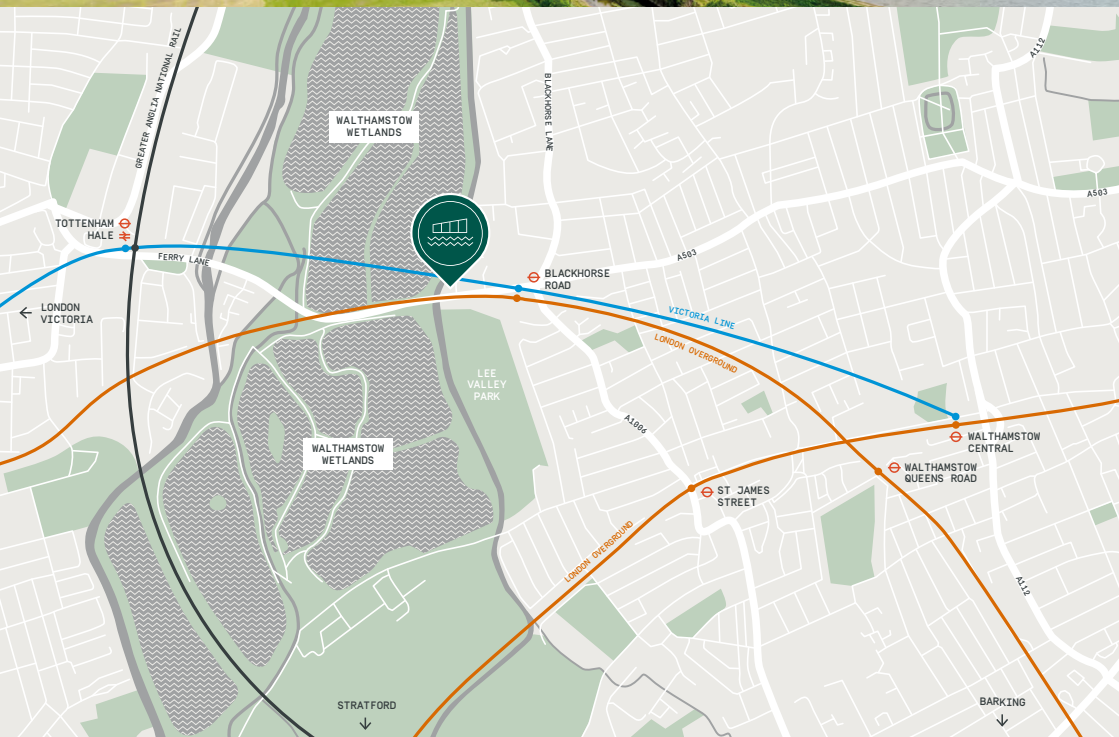 GREATER ANGLIA NATIONAL RAIL
BLACKHORSE LANE
A112
WALTHAMSTOW
WETLANDS
A503
TOTTENHAM
HALE
FERRY LANE
A503
BLACKHORSE
ROAD
LONDON
VICTORIA
VICTORIA LINE
LONDON OVERGROUND
LEE
VALLEY
PARK
A1006
WALTHAMSTOW
CENTRAL
WALTHAMSTOW
WETLANDS
WALTHAMSTOW
QUEENS ROAD
ST JAMES
STREET
LONDON OVERGROUND
A112
STRATFORD
BARKING